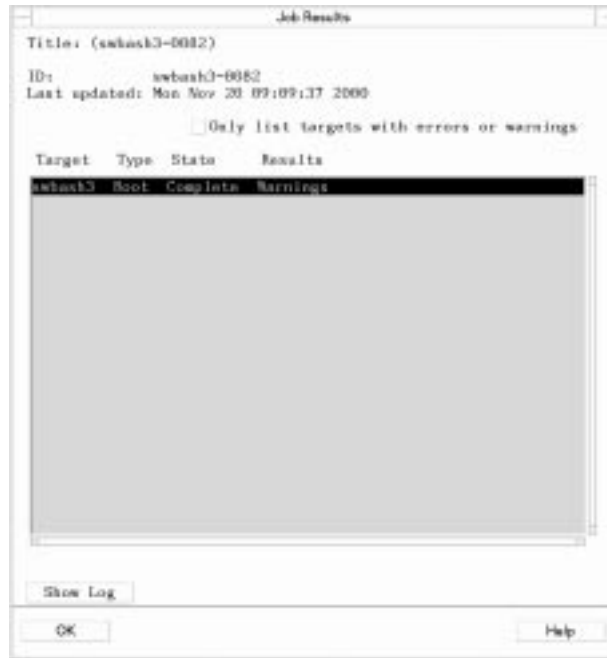 Job Results
Title: (swbash3-0082)
ID: swbash3-0082
Last updated: Mon Nov 20 09:09:37 2000
Only list targets with errors or warnings
Target Type State Results
swbash3 Root Complete Warnings
Show Log
OK Help